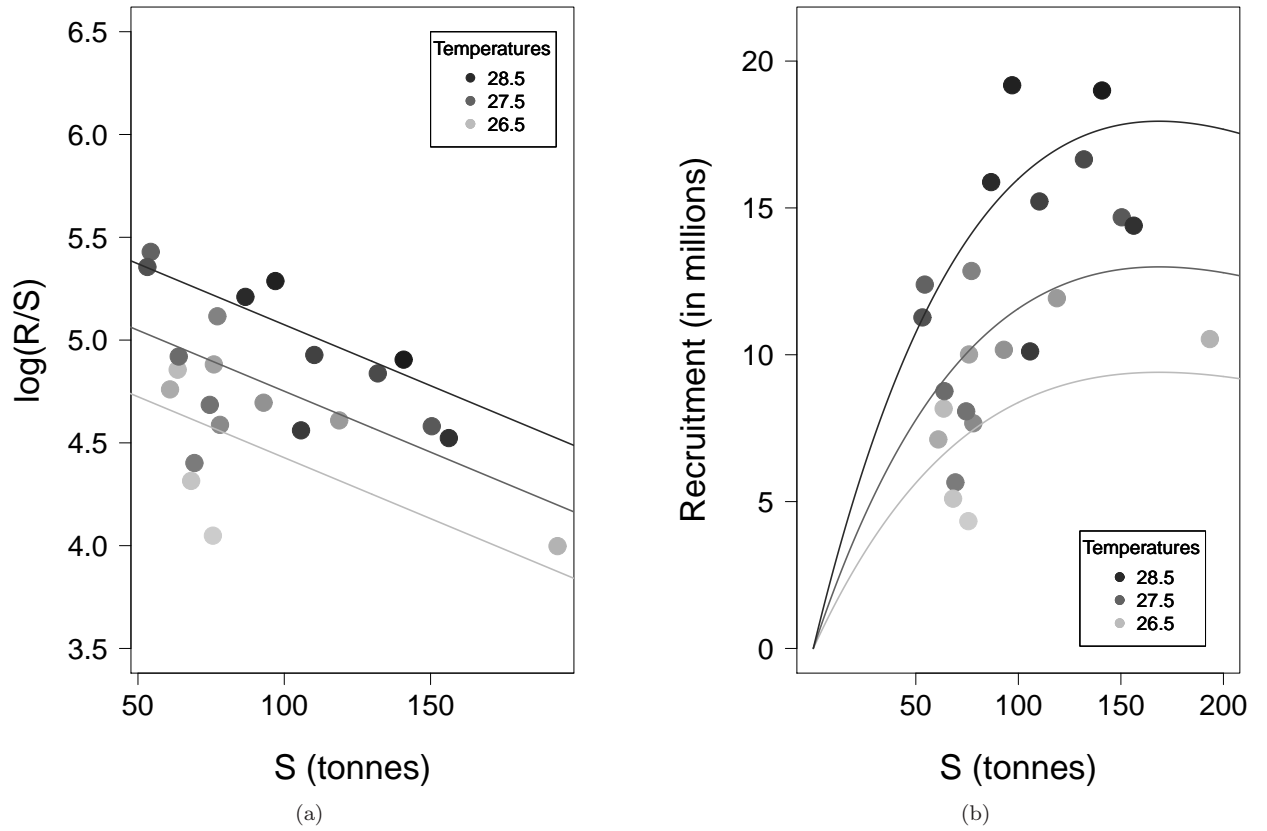 6.5
6.0
5.5
5.0
4.5
4.0
3.5
log(R/S)
Temperatures
28.5
27.5
26.5
50 100 150
S (tonnes)
(a)
20
15
10
5
0
Recruitment (in millions)
Temperatures
28.5
27.5
26.5
50 100 150 200
S (tonnes)
(b)